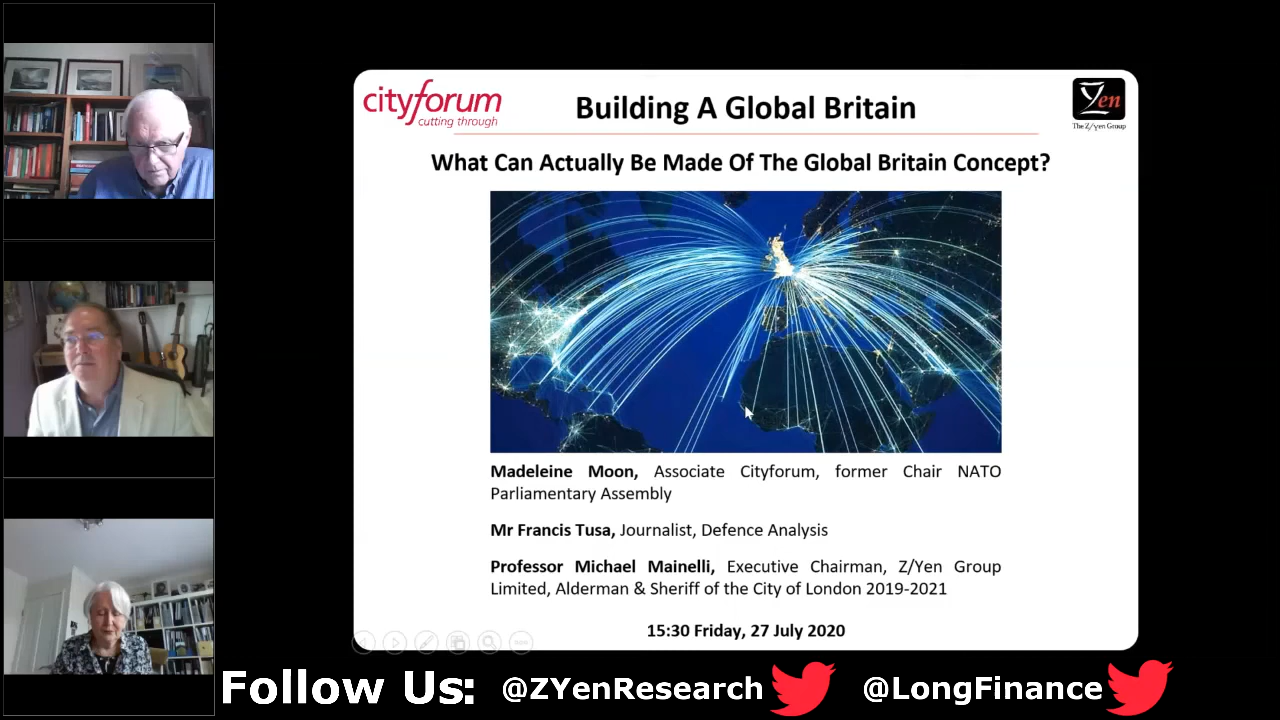 cityforum
cutting through
Building A Global Britain
Yen
The Z/yen Group
What Can Actually Be Made Of The Global Britain Concept?
Madeleine Moon, Associate Cityforum, former Chair NATO
Parliamentary Assembly
Mr Francis Tusa, Journalist, Defence Analysis
Professor Michael Mainelli, Executive Chairman, Z/Yen Group
Limited, Alderman & Sheriff of the City of London 2019-2021
15:30 Friday, 27 July 2020
Follow Us: @ZYenResearch @LongFinance